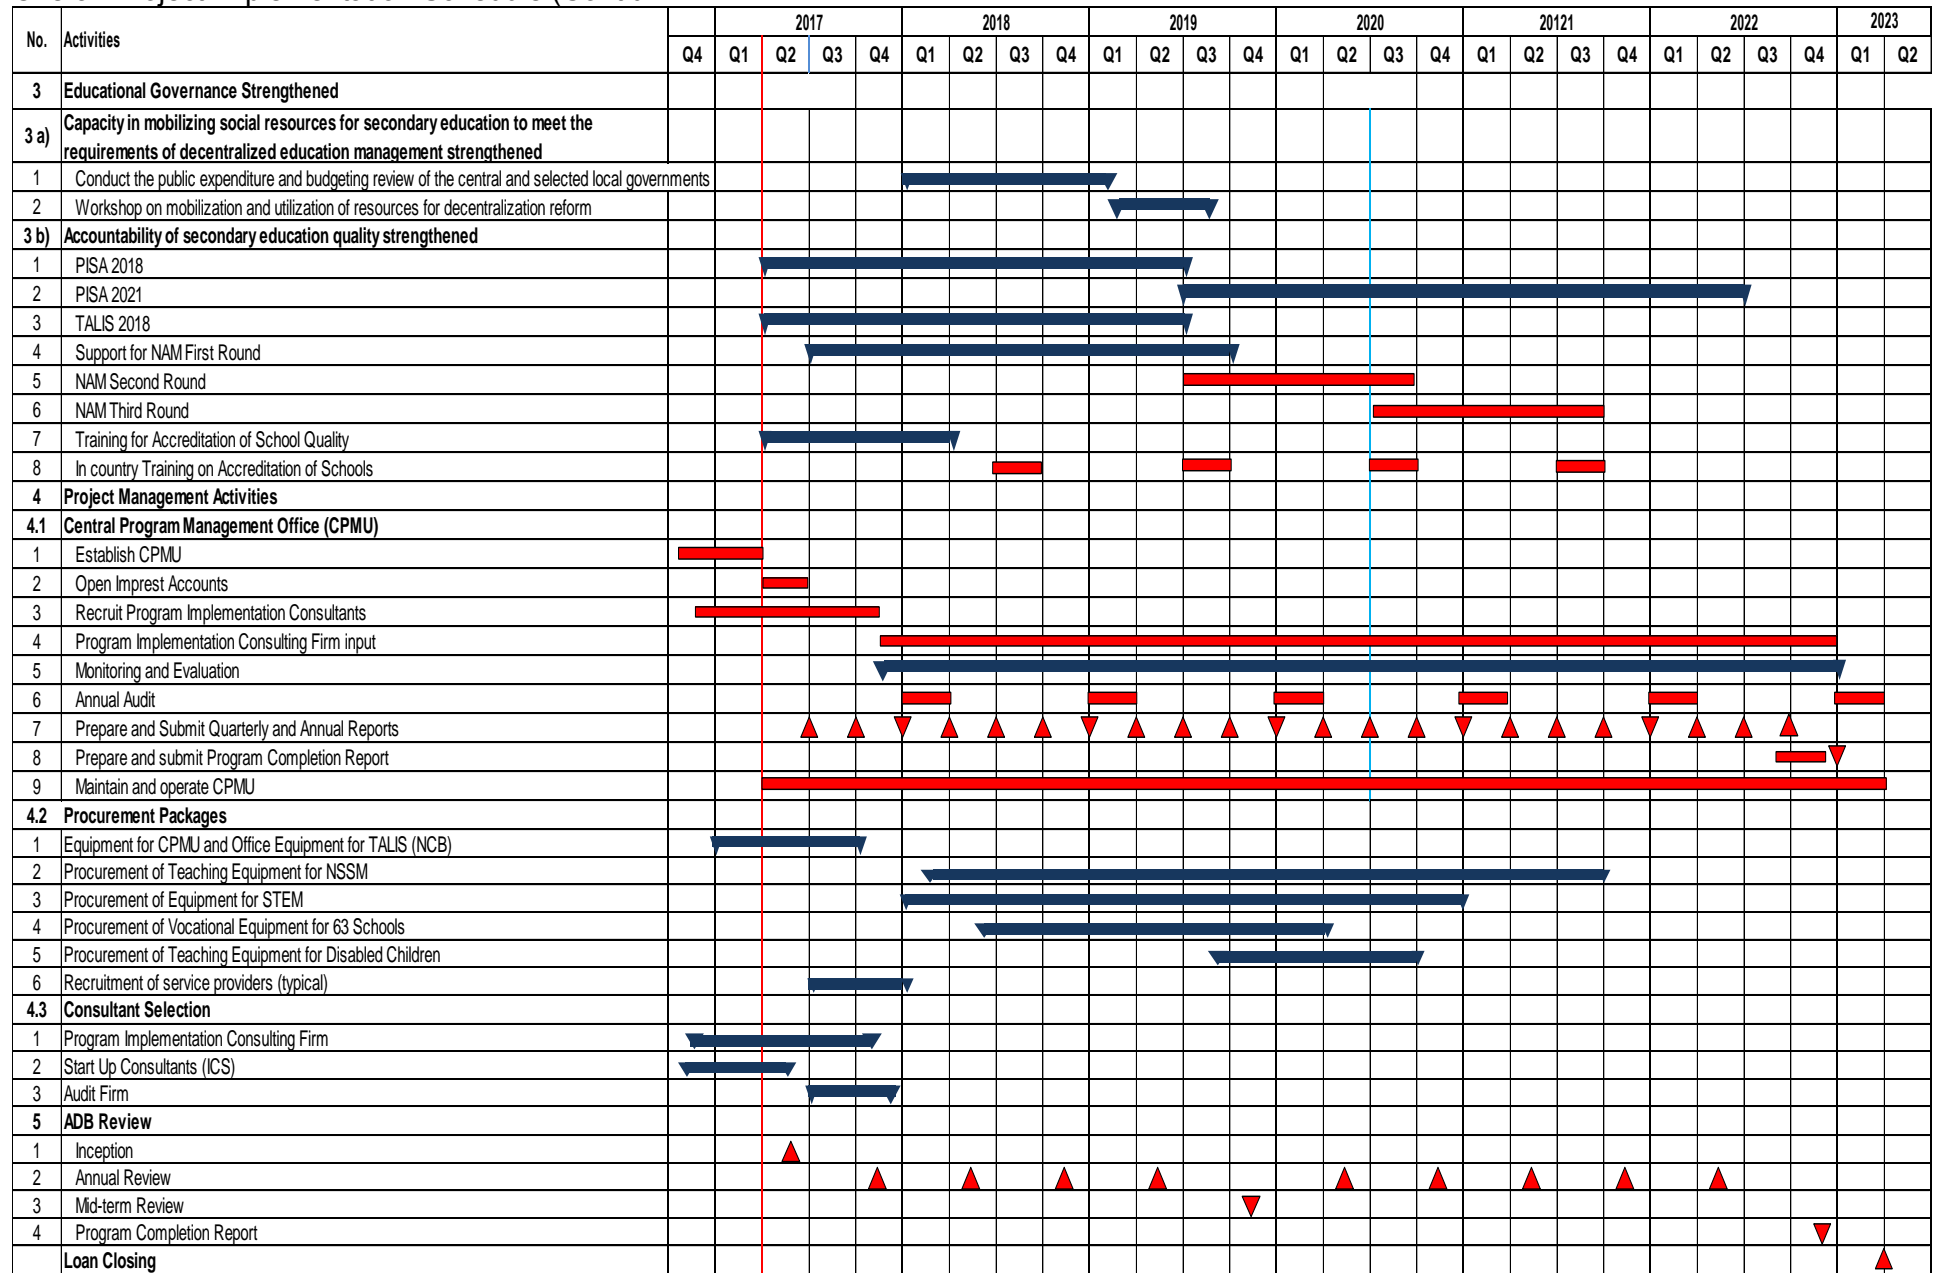 2017 2018 2019 2020 20121 2022 2023
No. Activities
Q4 Q1 Q2 Q3 Q4 Q1 Q2 Q3 Q4 Q1 Q2 Q3 Q4 Q1 Q2 Q3 Q4 Q1 Q2 Q3 Q4 Q1 Q2 Q3 Q4 Q1 Q2
3 Educational Governance Strengthened
3 a) Capacity in mobilizing social resources for secondary education to meet the
requirements of decentralized education management strengthened
1 Conduct the public expenditure and budgeting review of the central and selected local governments
2 Workshop on mobilization and utilization of resources for decentralization reform
3 b) Accountability of secondary education quality strengthened
1 PISA 2018
2 PISA 2021
3 TALIS 2018
4 Support for NAM First Round
5 NAM Second Round
6 NAM Third Round
7 Training for Accreditation of School Quality
8 In country Training on Accreditation of Schools
4 Project Management Activities
4.1 Central Program Management Office (CPMU)
1 Establish CPMU
2 Open Imprest Accounts
3 Recruit Program Implementation Consultants
4 Program Implementation Consulting Firm input
5 Monitoring and Evaluation
6 Annual Audit
7 Prepare and Submit Quarterly and Annual Reports
8 Prepare and submit Program Completion Report
9 Maintain and operate CPMU
4.2 Procurement Packages
1 Equipment for CPMU and Office Equipment for TALIS (NCB)
2 Procurement of Teaching Equipment for NSSM
3 Procurement of Equipment for STEM
4 Procurement of Vocational Equipment for 63 Schools
5 Procurement of Teaching Equipment for Disabled Children
6 Recruitment of service providers (typical)
4.3 Consultant Selection
1 Program Implementation Consulting Firm
2 Start Up Consultants (ICS)
3 Audit Firm
5 ADB Review
1 Inception
2 Annual Review
3 Mid-term Review
4 Program Completion Report
Loan Closing